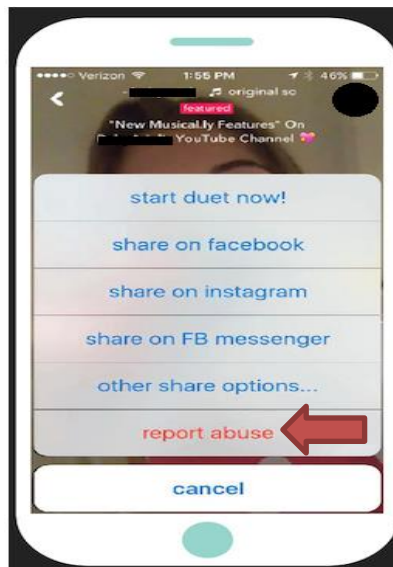 Verizon 1:55 PM 46%
original sc
featured
"New Musical.ly Features" On
YouTube Channel
start duet now!
share on facebook
share on instagram
share on FB messenger
other share options...
report abuse
cancel